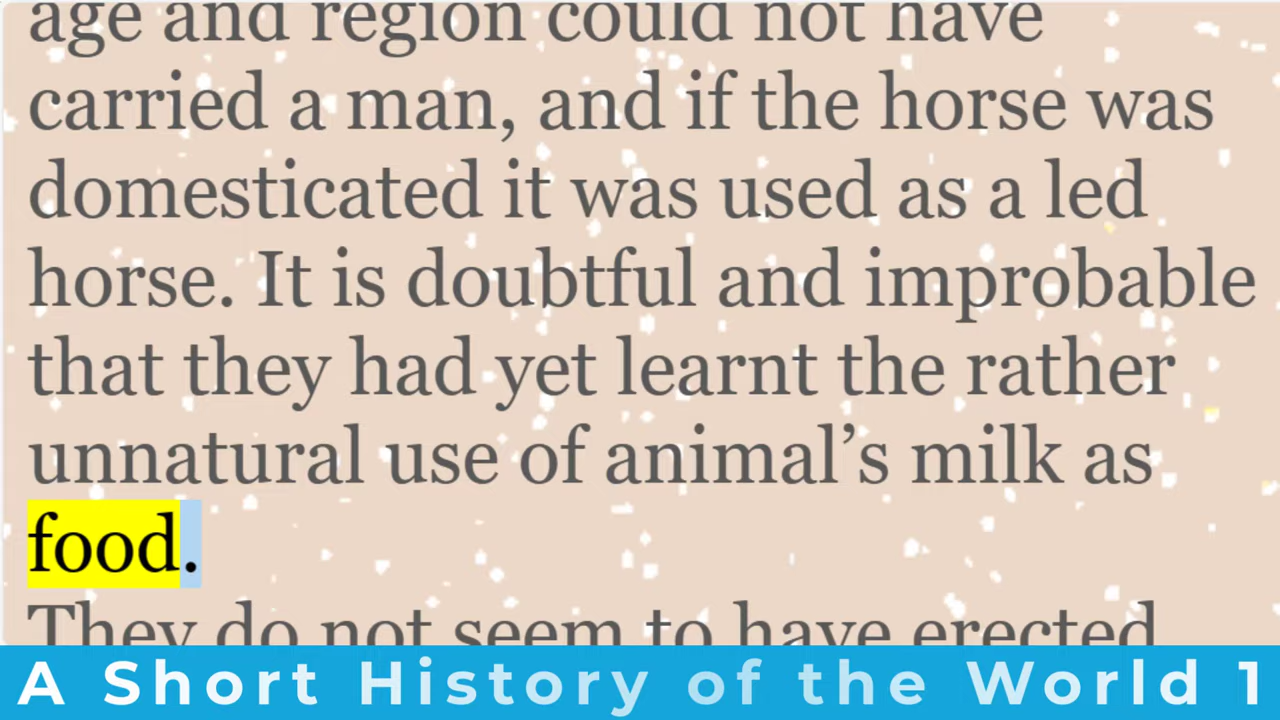 age and region could not have
carried a man, and if the horse was
domesticated it was used as a led
horse. It is doubtful and improbable
that they had yet learnt the rather
unnatural use of animal’s milk as
food.
They do not seem to have erected
A Short History of the World 1